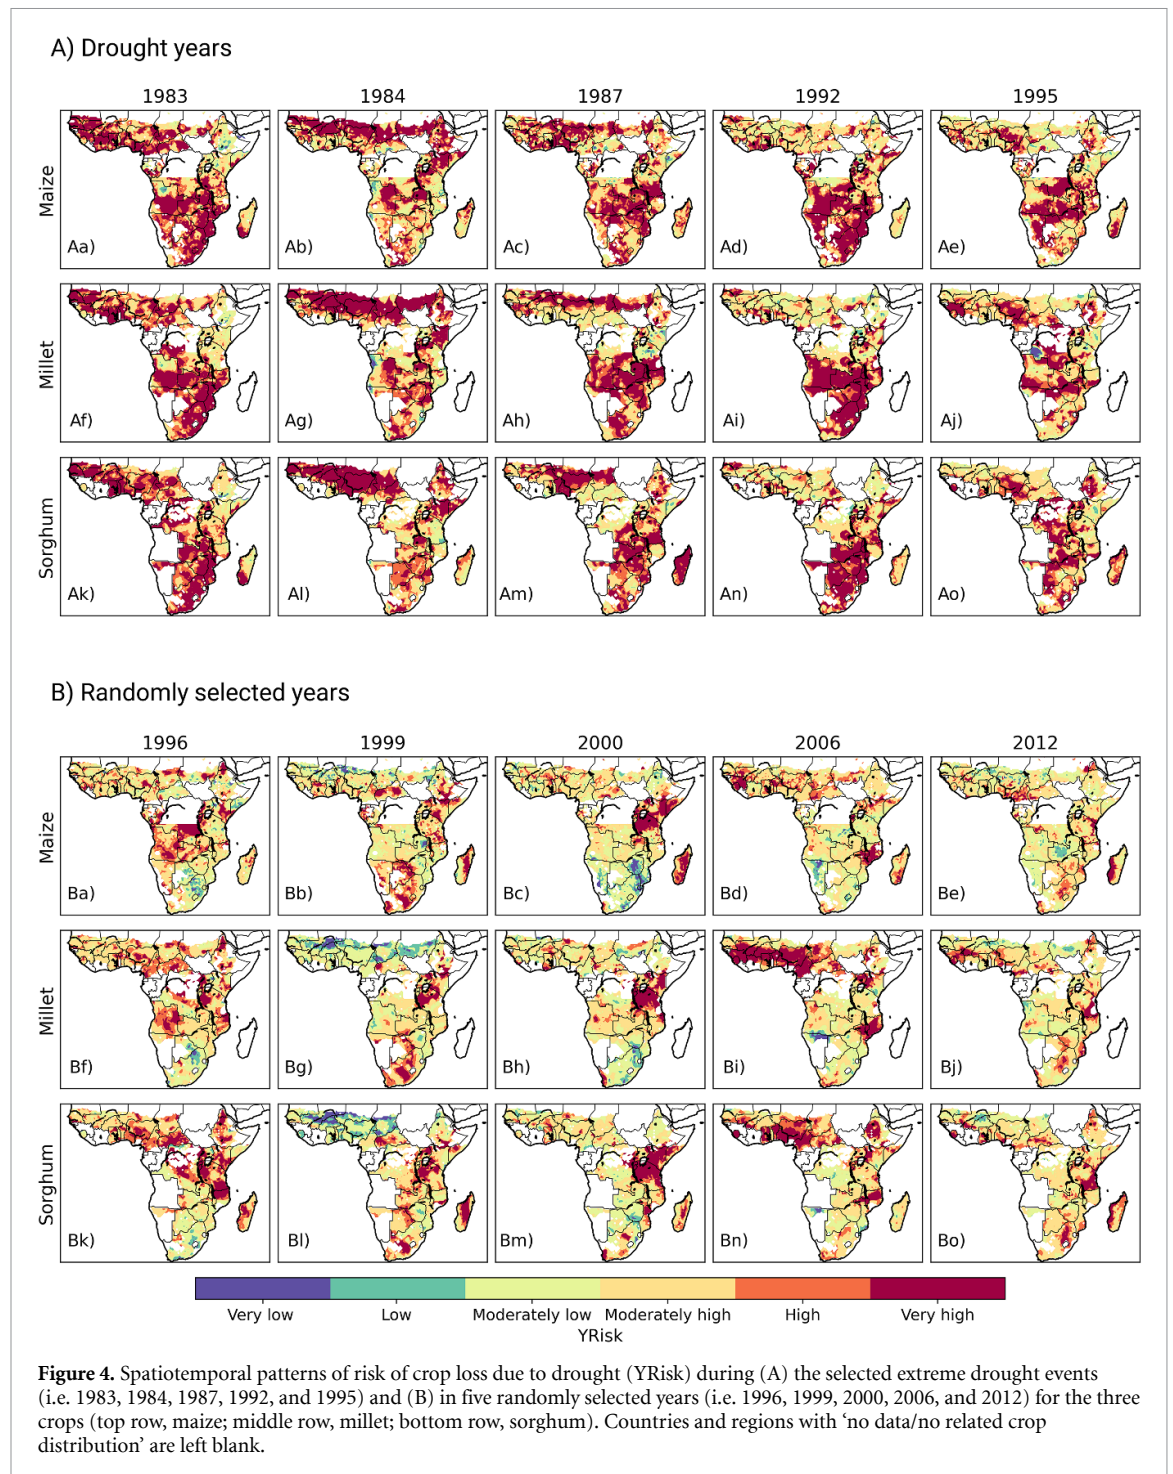 A) Drought years
1983 1984 1987 1992 1995
Maize
Aa) Ab) Ac) Ad) Ae)
Millet
Af) Ag) Ah) Ai) Aj)
Sorghum
Ak) Al) Am) An) Ao)
B) Randomly selected years
1996 1999 2000 2006 2012
Maize
Ba) Bb) Bc) Bd) Be)
Millet
Bf) Bg) Bh) Bi) Bj)
Sorghum
Bk) Bl) Bm) Bn) Bo)
Very low Low Moderately low Moderately high High Very high
YRisk
Figure 4. Spatiotemporal patterns of risk of crop loss due to drought (YRisk) during (A) the selected extreme drought events
(i.e. 1983, 1984, 1987, 1992, and 1995) and (B) in five randomly selected years (i.e. 1996, 1999, 2000, 2006, and 2012) for the three
crops (top row, maize; middle row, millet; bottom row, sorghum). Countries and regions with ‘no data/no related crop
distribution’ are left blank.